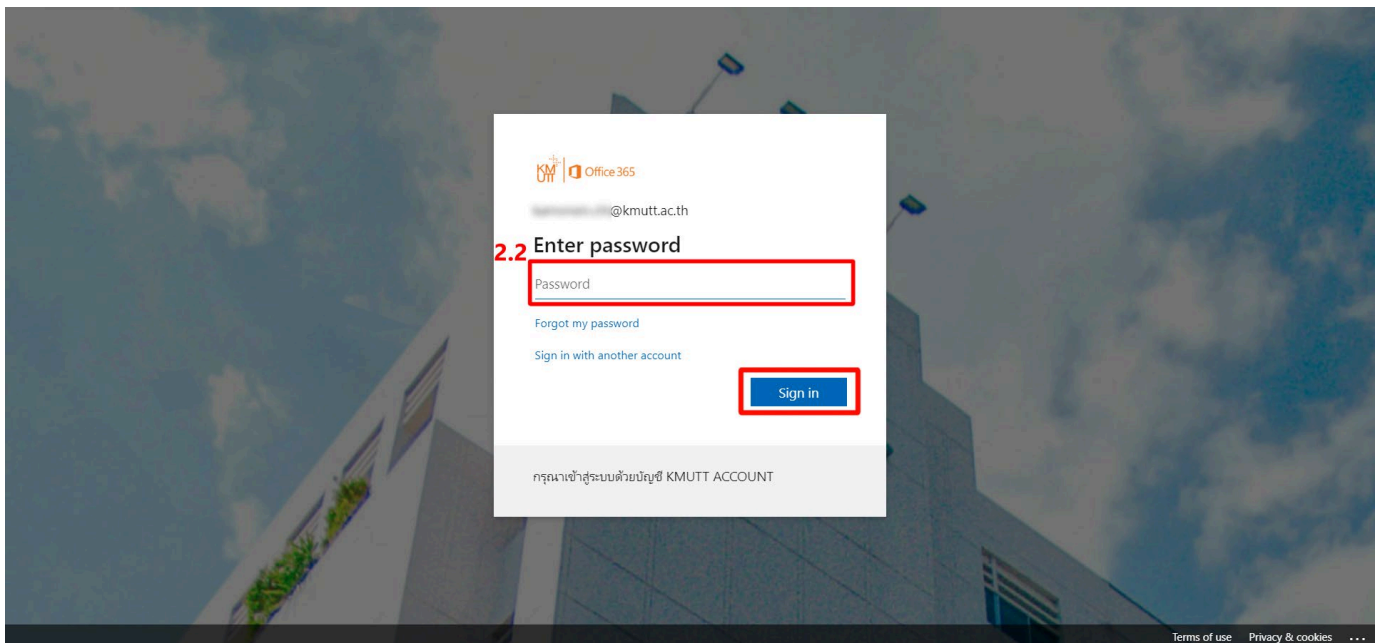 KMUTT Office 365
@kmutt.ac.th
2.2 Enter password
Password
Forgot my password
Sign in with another account
Sign in
กรุณาเข้าสู่ระบบด้วยบัญชี KMUTT ACCOUNT
Terms of use Privacy & cookies ...